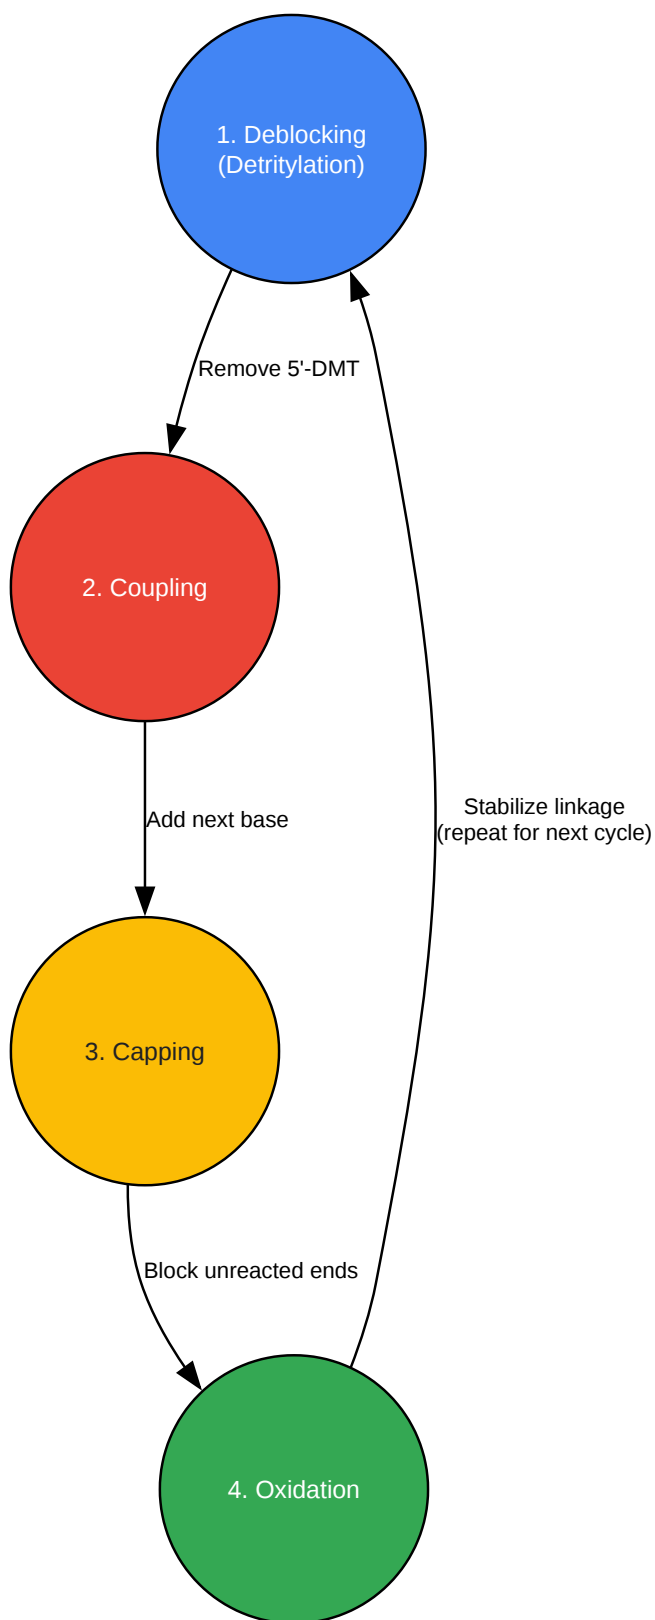 1. Deblocking
(Detritylation)
Remove 5'-DMT
2. Coupling
Add next base
Stabilize linkage
(repeat for next cycle)
3. Capping
Block unreacted ends
4. Oxidation